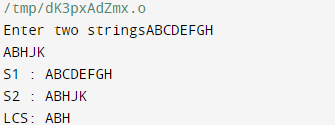 /tmp/dK3pxAdZmx.o
Enter two stringsABCDEFGH
ABHJK
S1 : ABCDEFGH
S2 : ABHJK
LCS: ABH